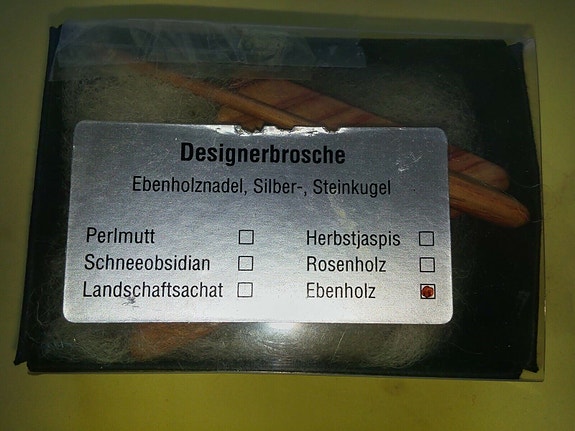 Designerbrosche
Ebenholznadel, Silber-, Steinkugel
Perlmutt
Schneeobsidian
Landschaftsachat
Herbstjaspis
Rosenholz
Ebenholz